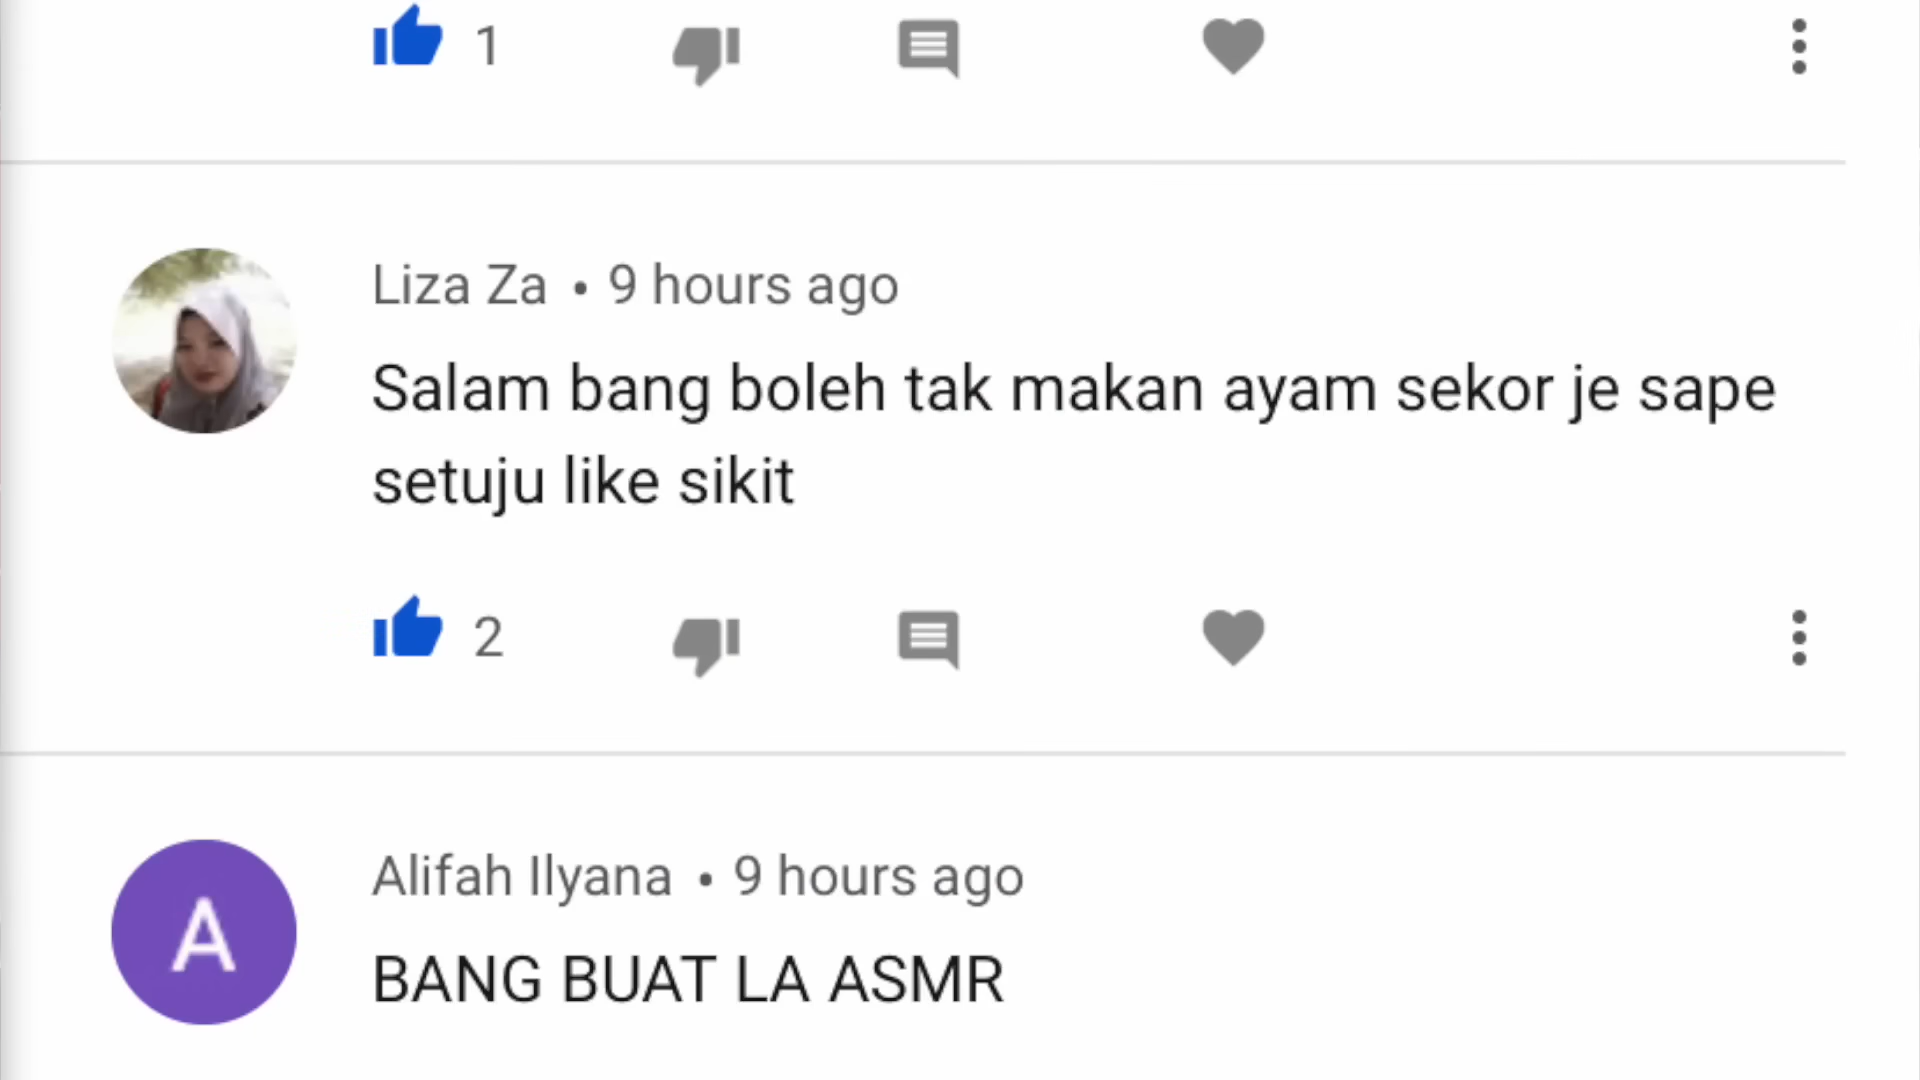 1
Liza Za • 9 hours ago
Salam bang boleh tak makan ayam sekor je sape
setuju like sikit
2
A
Alifah Ilyana • 9 hours ago
BANG BUAT LA ASMR